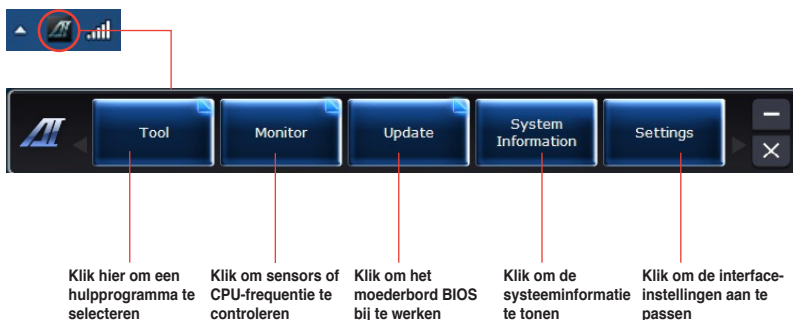 Tool
Monitor
Update
System
Information
Settings
Klik hier om een
hulpprogramma te
selecteren
Klik om sensors of
CPU-frequentie te
controleren
Klik om het
moederbord BIOS
bij te werken
Klik om de
systeeminformatie
te tonen
Klik om de interface-
instellingen aan te
passen